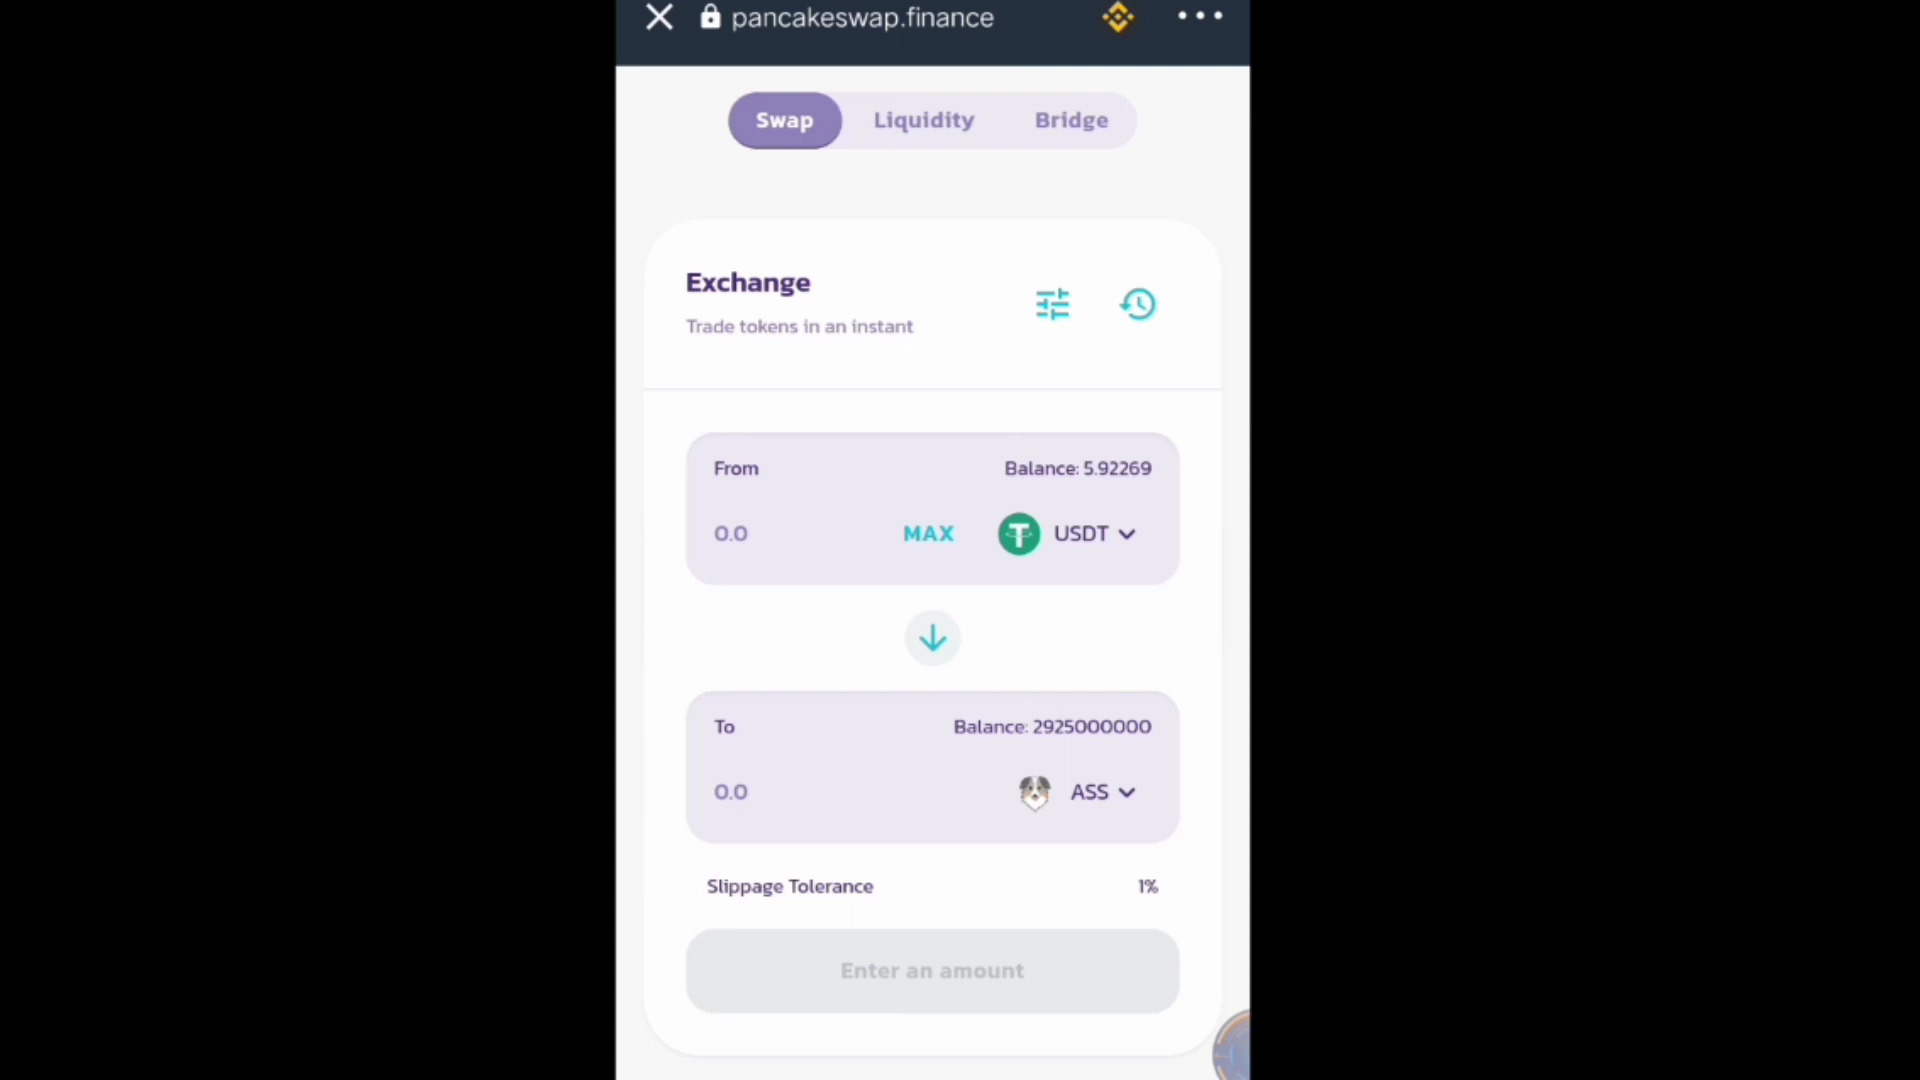 pancakeswap.finance
Swap Liquidity Bridge
Exchange
Trade tokens in an instant
From Balance: 5.92269
0.0 MAX USDT
To Balance: 2925000000
0.0 ASS
Slippage Tolerance 1%
Enter an amount